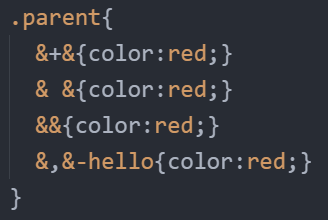 .parent{
&+&{color:red;}
& &{color:red;}
&&{color:red;}
&,&-hello{color:red;}
}